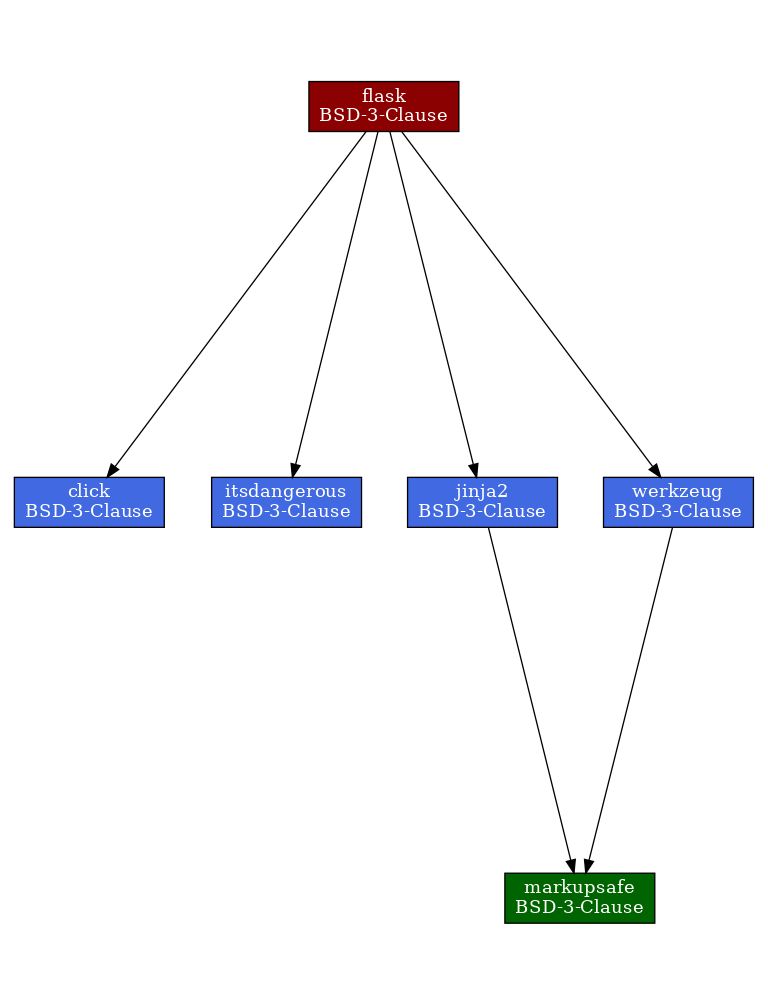 flask
BSD-3-Clause
click
BSD-3-Clause
itsdangerous
BSD-3-Clause
jinja2
BSD-3-Clause
werkzeug
BSD-3-Clause
markupsafe
BSD-3-Clause